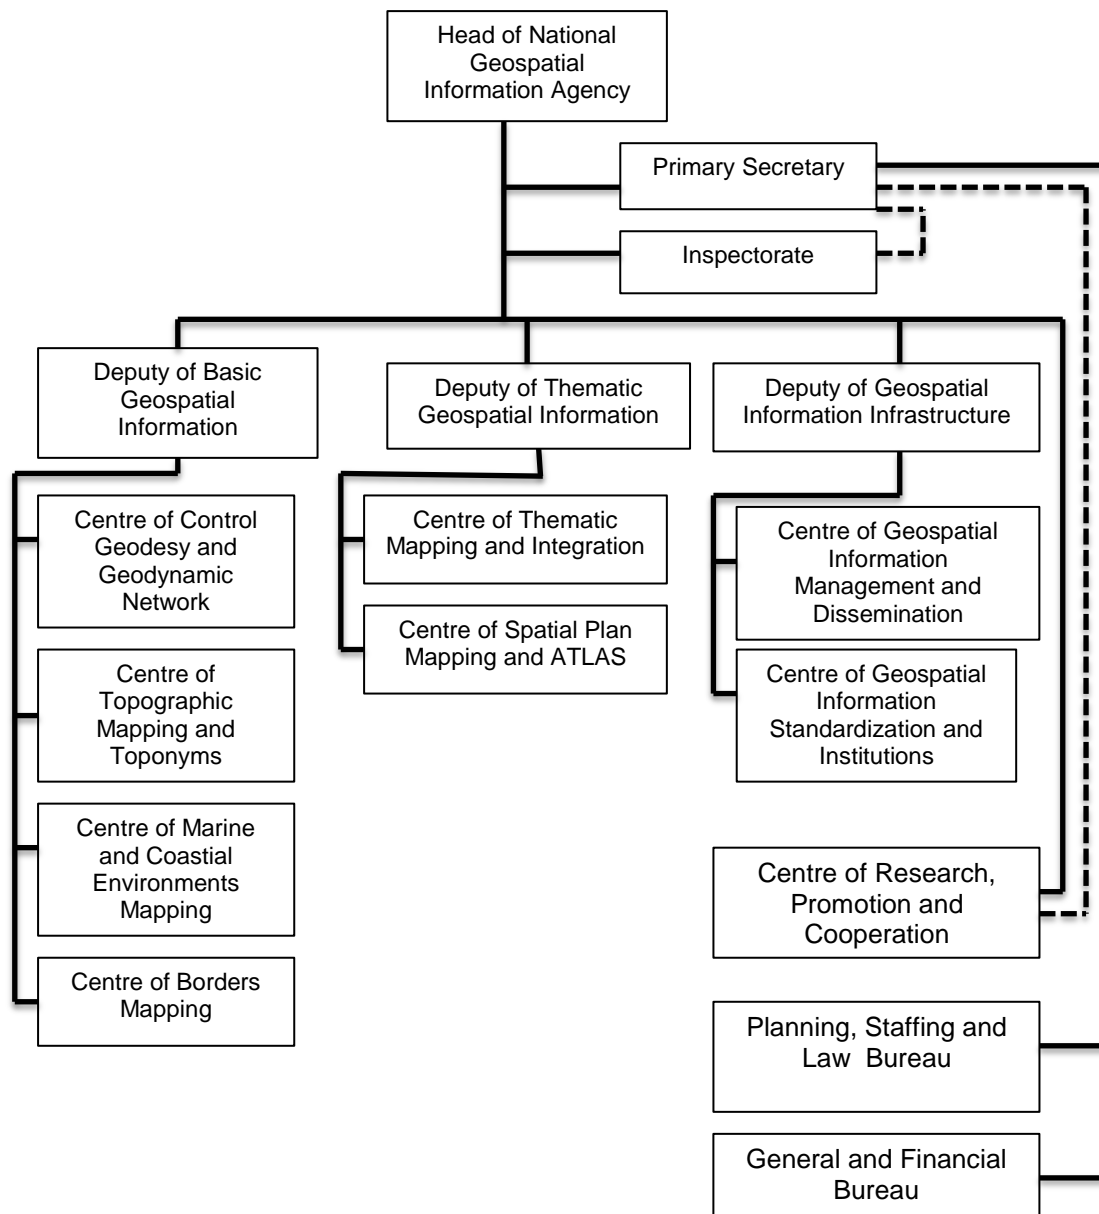 Head of National
Geospatial
Information Agency
Primary Secretary
Inspectorate
Deputy of Basic
Geospatial
Information
Deputy of Thematic
Geospatial Information
Deputy of Geospatial
Information Infrastructure
Centre of Control
Geodesy and
Geodynamic
Network
Centre of
Topographic
Mapping and
Toponyms
Centre of Marine
and Coastial
Environments
Mapping
Centre of Borders
Mapping
Centre of Thematic
Mapping and Integration
Centre of Spatial Plan
Mapping and ATLAS
Centre of Geospatial
Information
Management and
Dissemination
Centre of Geospatial
Information
Standardization and
Institutions
Centre of Research,
Promotion and
Cooperation
Planning, Staffing and
Law Bureau
General and Financial
Bureau